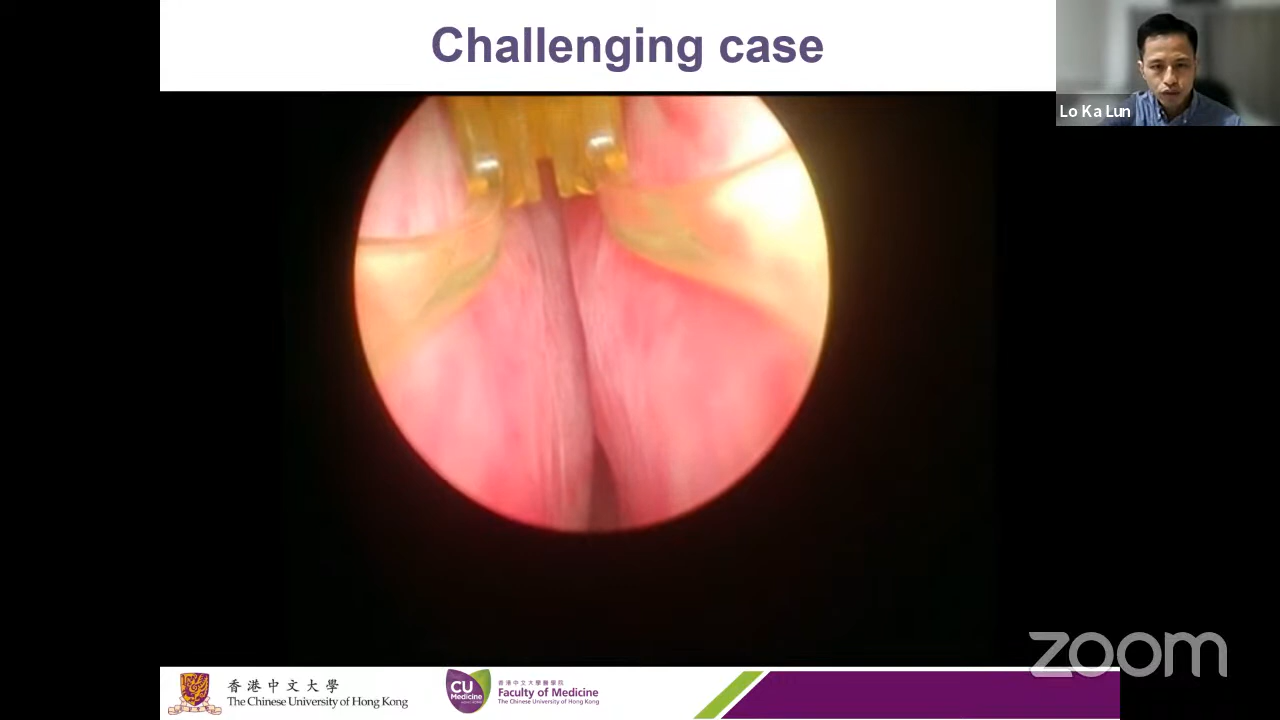 Challenging case
Lo Ka Lun
zoom
香港中文大學
The Chinese University of Hong Kong
CU
Medicine
HONG KONG
香港中文大學醫學院
Faculty of Medicine
The Chinese University of Hong Kong